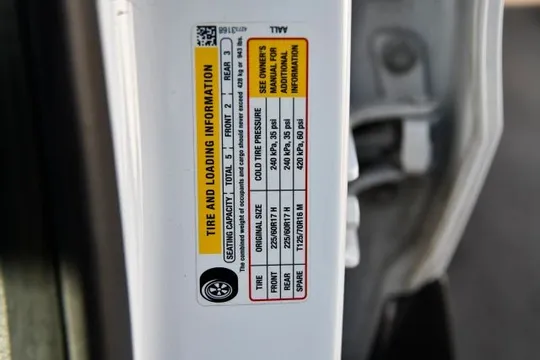 42rn3168
AALL
TIRE AND LOADING INFORMATION
SEATING CAPACITY TOTAL 5 FRONT 2 REAR 3
The combined weight of occupants and cargo should never exceed 428 kg or 943 lbs.
TIRE ORIGINAL SIZE COLD TIRE PRESSURE SEE OWNER'S MANUAL FOR ADDITIONAL INFORMATION
FRONT 225/60R17 H 240 kPa, 35 psi
REAR 225/60R17 H 240 kPa, 35 psi
SPARE T125/70R16 M 420 kPa, 60 psi